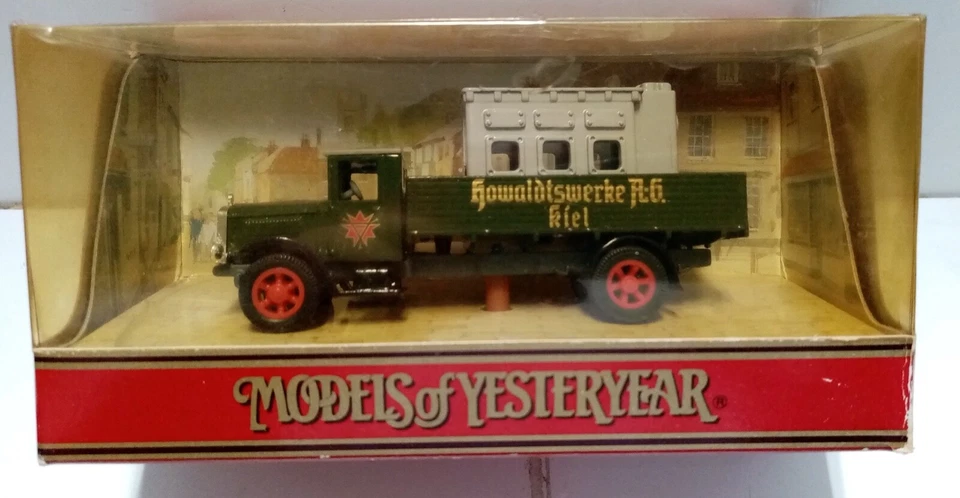 Howaldtswerke A.G.
Kiel
MODELS of YESTERYEAR ®